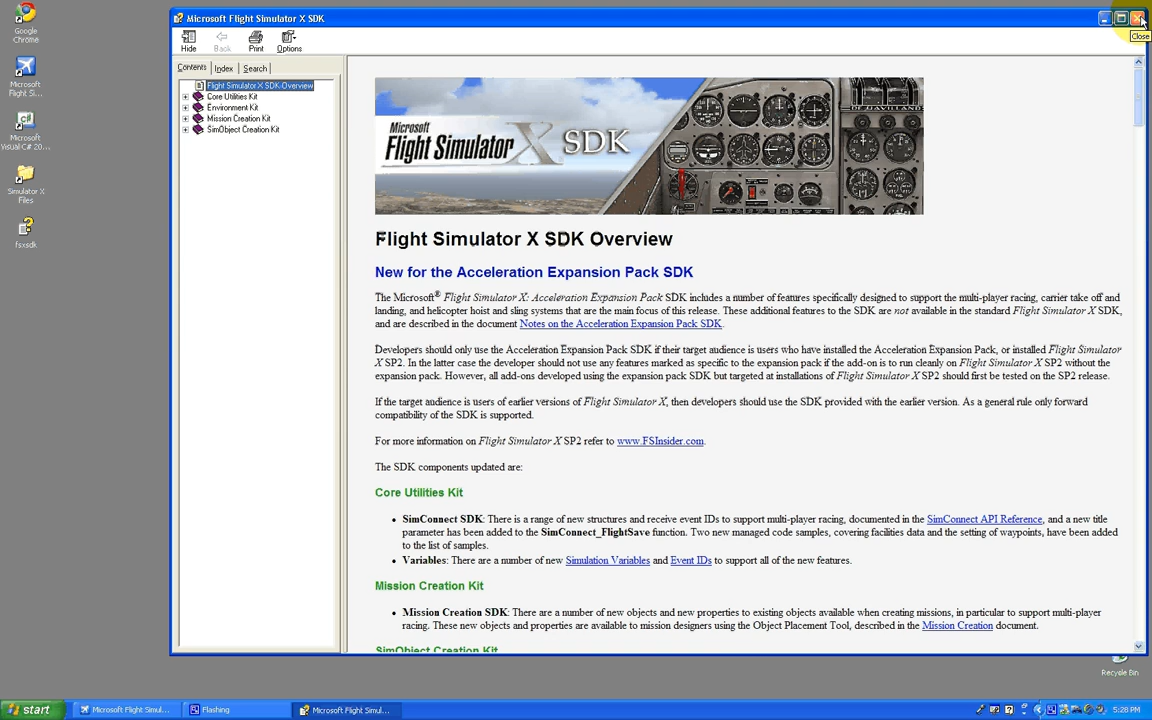 Google
Chrome
Microsoft
Flight Si...
Microsoft
Visual C# 20...
Simulator X
Files
fsxsdk
Microsoft Flight Simulator X SDK
Close
Hide
Back
Print
Options
Contents
Index
Search
Flight Simulator X SDK Overview
Core Utilities Kit
Environment Kit
Mission Creation Kit
SimObject Creation Kit
Microsoft
Flight Simulator X SDK
Flight Simulator X SDK Overview
New for the Acceleration Expansion Pack SDK
The Microsoft® Flight Simulator X: Acceleration Expansion Pack SDK includes a number of features specifically designed to support the multi-player racing, carrier take off and
landing, and helicopter hoist and sling systems that are the main focus of this release. These additional features to the SDK are not available in the standard Flight Simulator X SDK,
and are described in the document Notes on the Acceleration Expansion Pack SDK.
Developers should only use the Acceleration Expansion Pack SDK if their target audience is users who have installed the Acceleration Expansion Pack, or installed Flight Simulator
X SP2. In the latter case the developer should not use any features marked as specific to the expansion pack if the add-on is to run cleanly on Flight Simulator X SP2 without the
expansion pack. However, all add-ons developed using the expansion pack SDK but targeted at installations of Flight Simulator X SP2 should first be tested on the SP2 release.
If the target audience is users of earlier versions of Flight Simulator X, then developers should use the SDK provided with the earlier version. As a general rule only forward
compatibility of the SDK is supported.
For more information on Flight Simulator X SP2 refer to www.FSInsider.com.
The SDK components updated are:
Core Utilities Kit
• SimConnect SDK: There is a range of new structures and receive event IDs to support multi-player racing, documented in the SimConnect API Reference, and a new title
parameter has been added to the SimConnect_FlightSave function. Two new managed code samples, covering facilities data and the setting of waypoints, have been added
to the list of samples.
• Variables: There are a number of new Simulation Variables and Event IDs to support all of the new features.
Mission Creation Kit
• Mission Creation SDK: There are a number of new objects and new properties to existing objects available when creating missions, in particular to support multi-player
racing. These new objects and properties are available to mission designers using the Object Placement Tool, described in the Mission Creation document.
SimObject Creation Kit
Recycle Bin
start
Microsoft Flight Simul...
Flashing
Microsoft Flight Simul...
5:28 PM